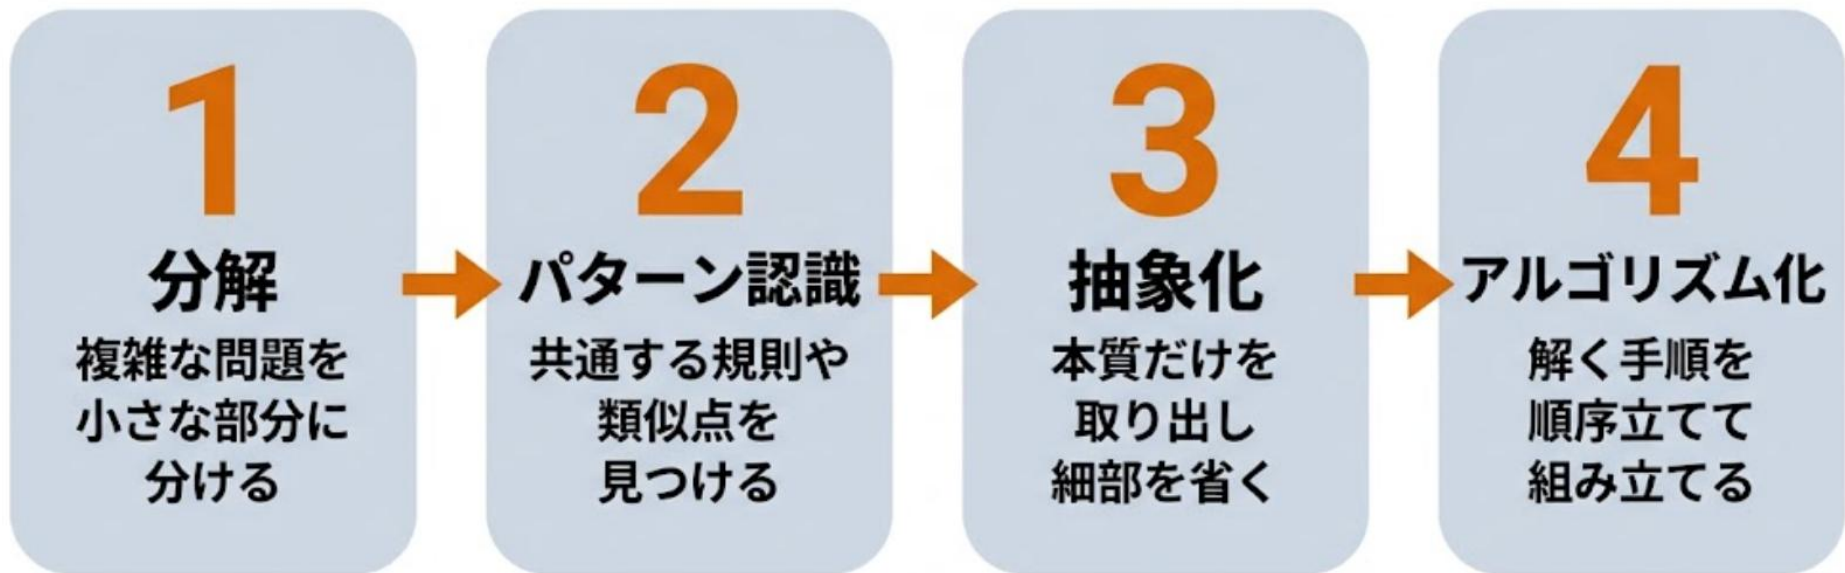 1
分解
複雑な問題を
小さな部分に
分ける
2
パターン認識
共通する規則や
類似点を
見つける
3
抽象化
本質だけを
取り出し
細部を省く
4
アルゴリズム化
解く手順を
順序立てて
組み立てる